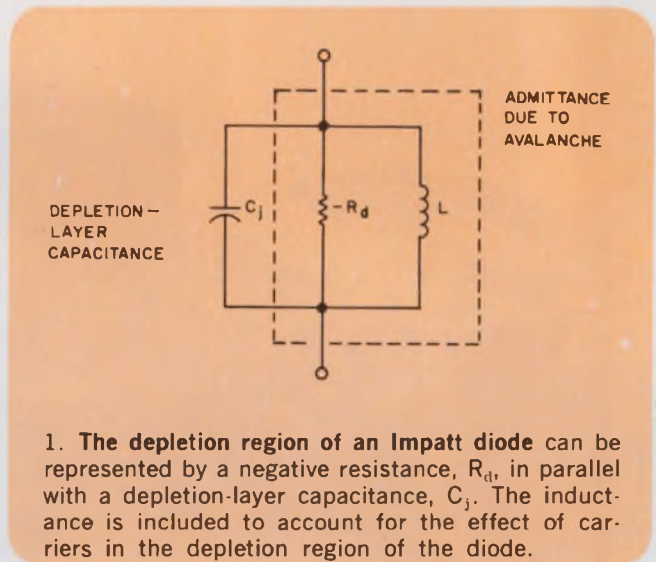 ADMITTANCE
DUE TO
AVALANCHE
DEPLETION-
LAYER
CAPACITANCE
Cj
-Rd
L
1. The depletion region of an Impatt diode can be
represented by a negative resistance, Rd, in parallel
with a depletion-layer capacitance, Cj. The induct-
ance is included to account for the effect of car-
riers in the depletion region of the diode.